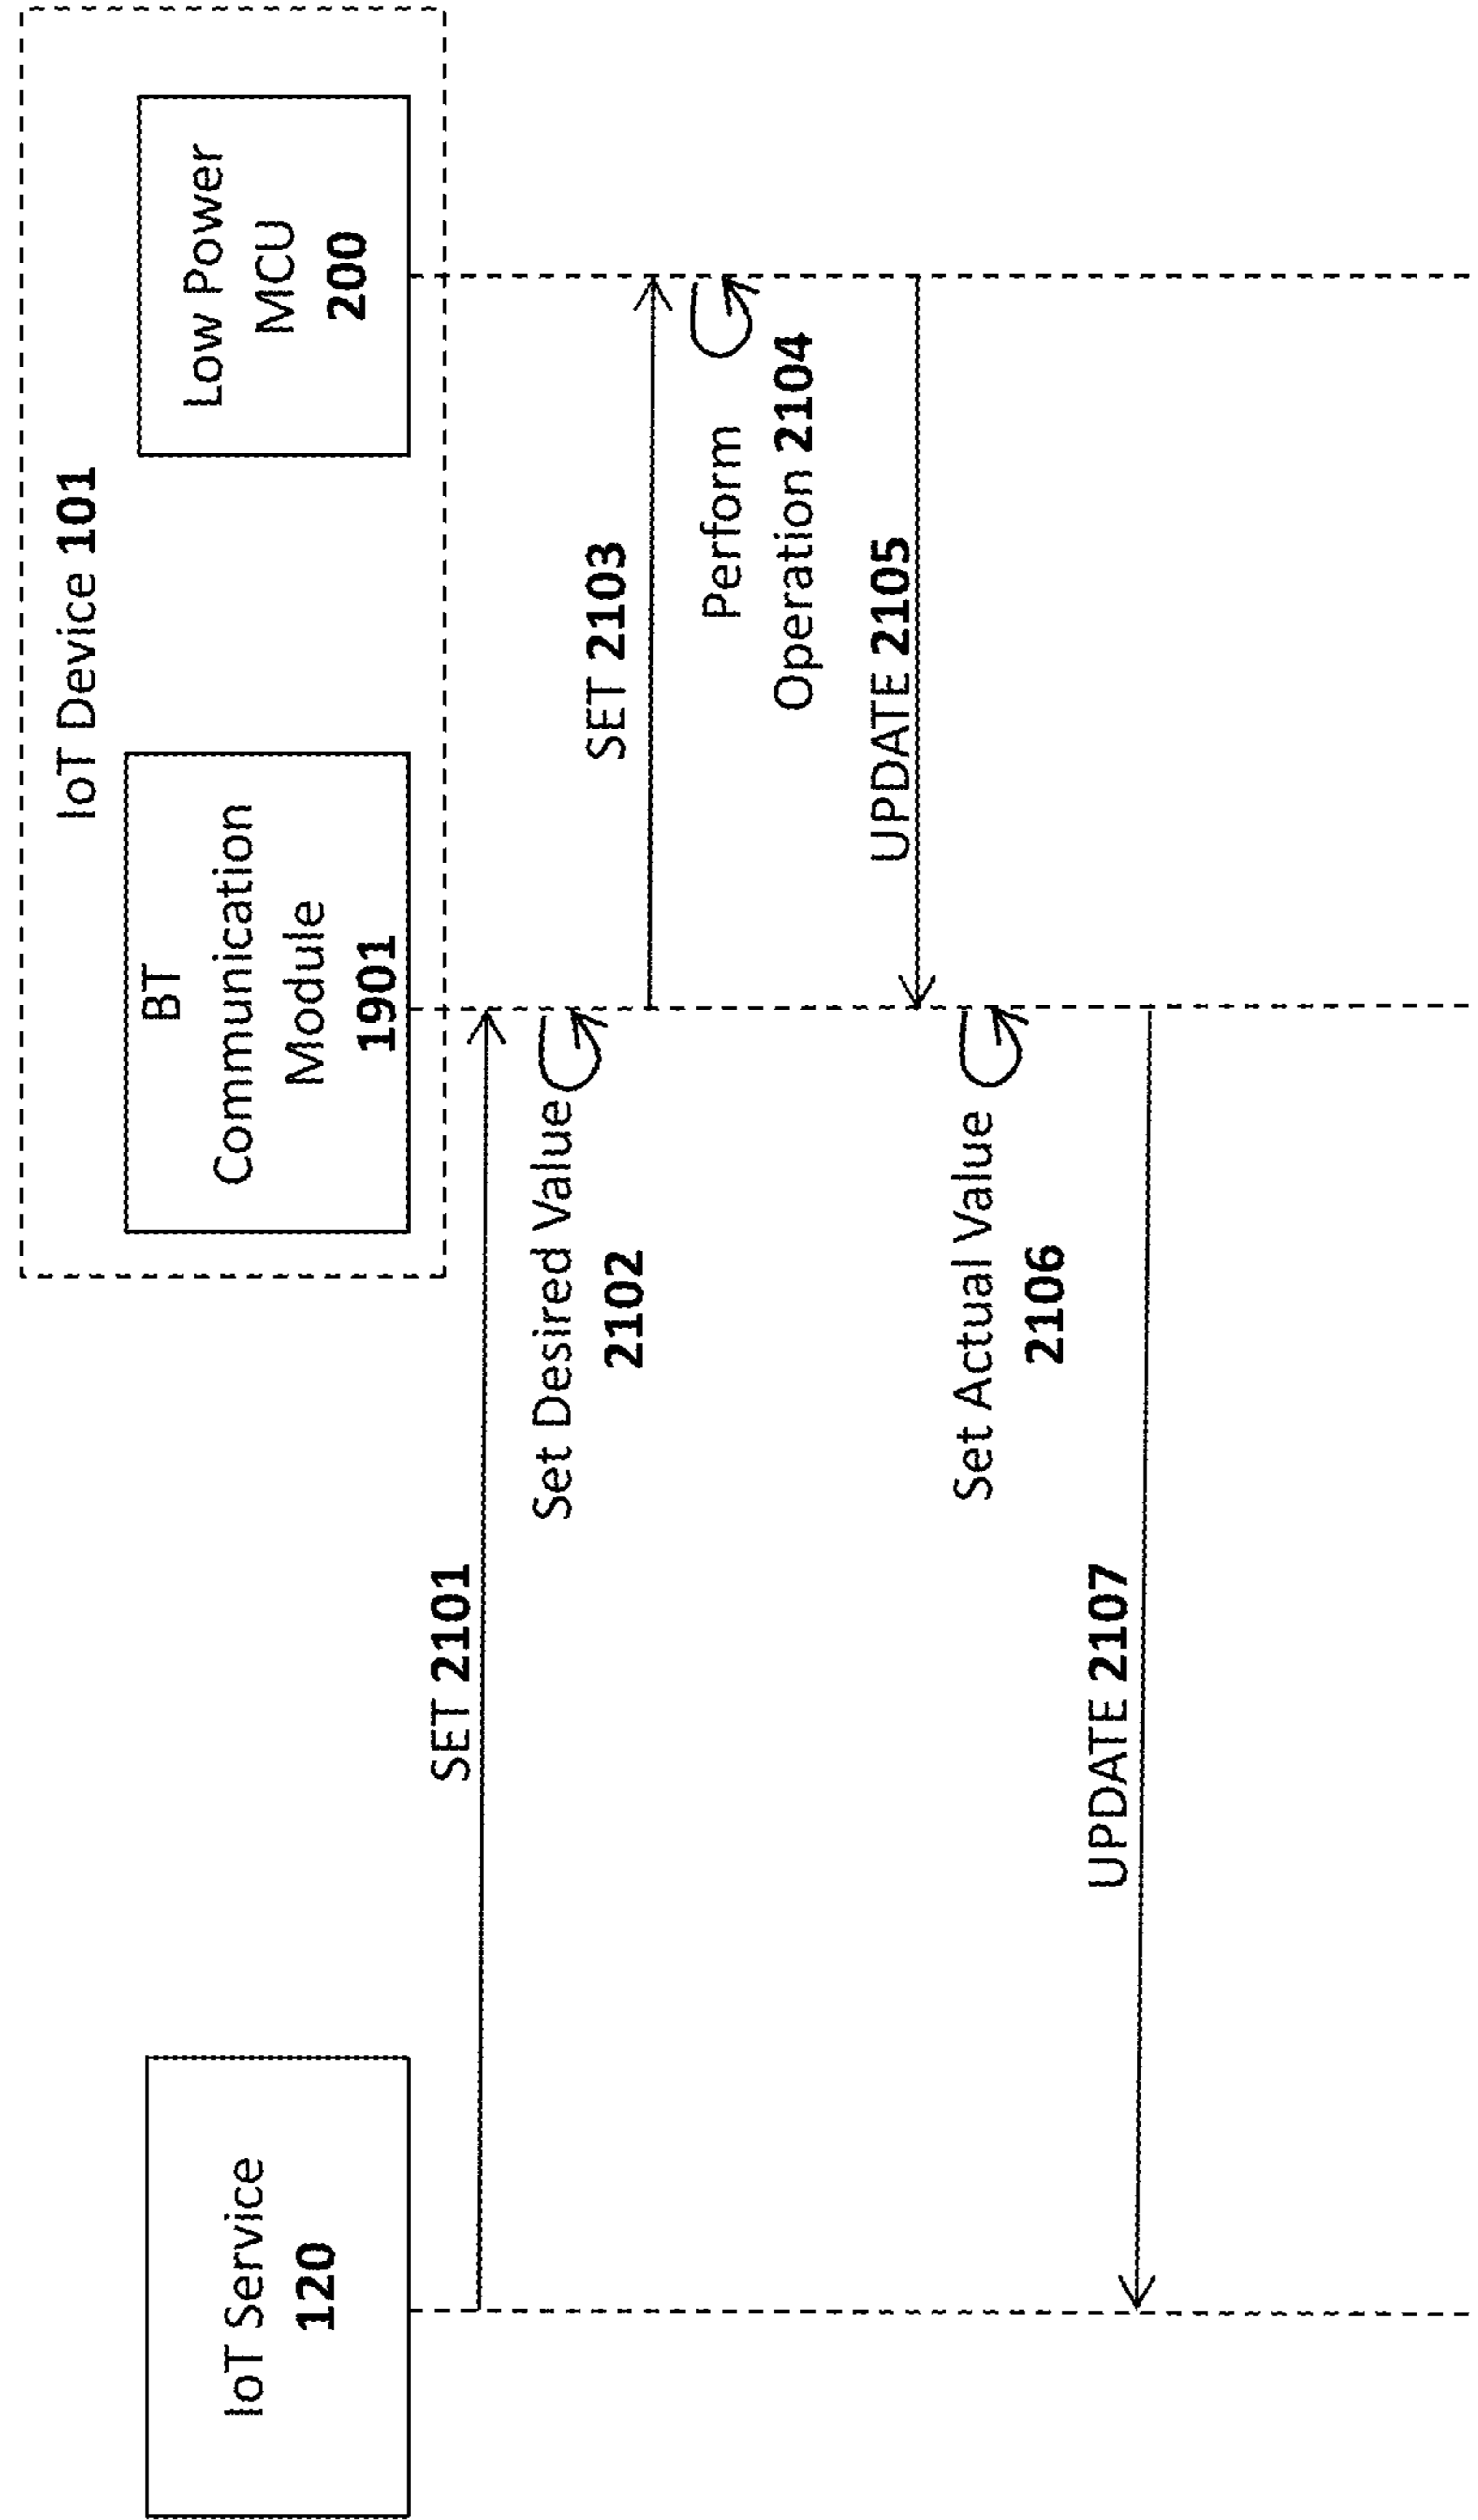 IoT Device 101
IoT Service
120
BT
Communication
Module
1901
Low Power
MCU
200
SET 2101
Set Desired Value
2102
SET 2103
Perform
Operation 2104
UPDATE 2105
Set Actual Value
2106
UPDATE 2107